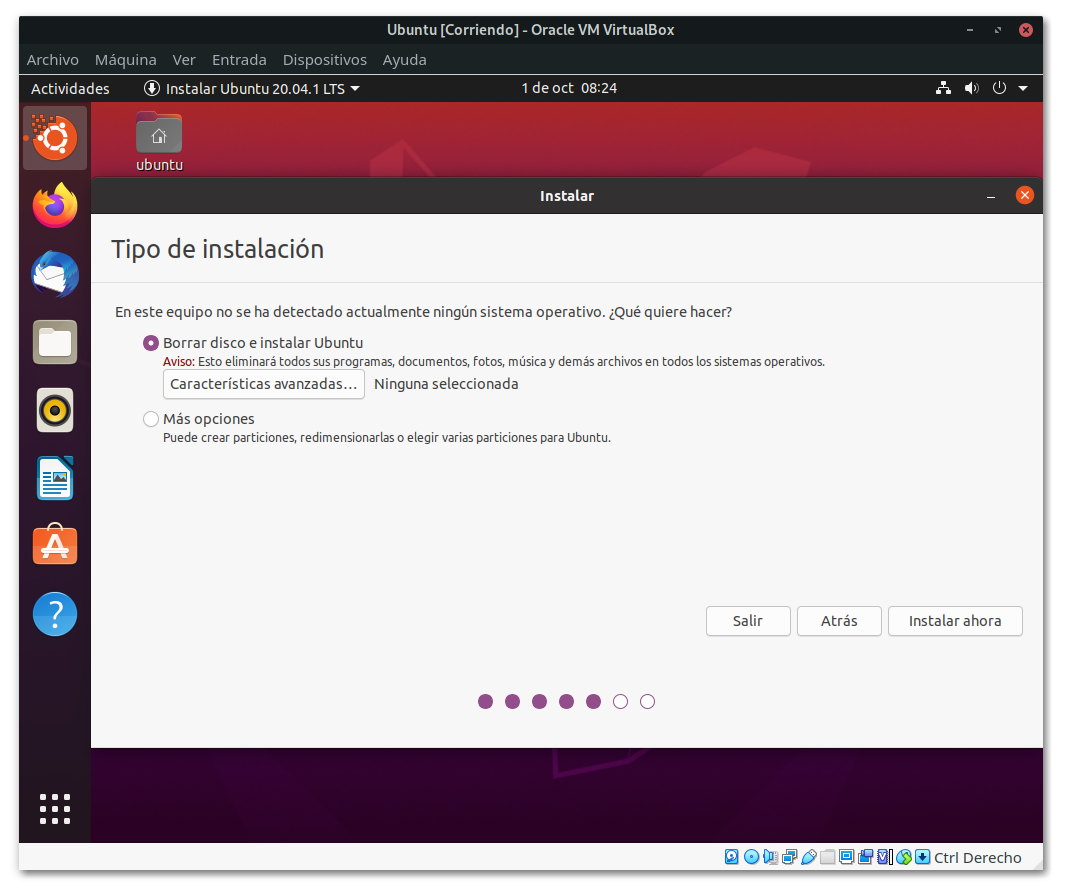 Ubuntu [Corriendo] - Oracle VM VirtualBox
Archivo Máquina Ver Entrada Dispositivos Ayuda
Actividades Instalar Ubuntu 20.04.1 LTS 1 de oct 08:24
ubuntu
Instalar
Tipo de instalación
En este equipo no se ha detectado actualmente ningún sistema operativo. ¿Qué quiere hacer?
Borrar disco e instalar Ubuntu
Aviso: Esto eliminará todos sus programas, documentos, fotos, música y demás archivos en todos los sistemas operativos.
Características avanzadas... Ninguna seleccionada
Más opciones
Puede crear particiones, redimensionarlas o elegir varias particiones para Ubuntu.
Salir Atrás Instalar ahora
Ctrl Derecho